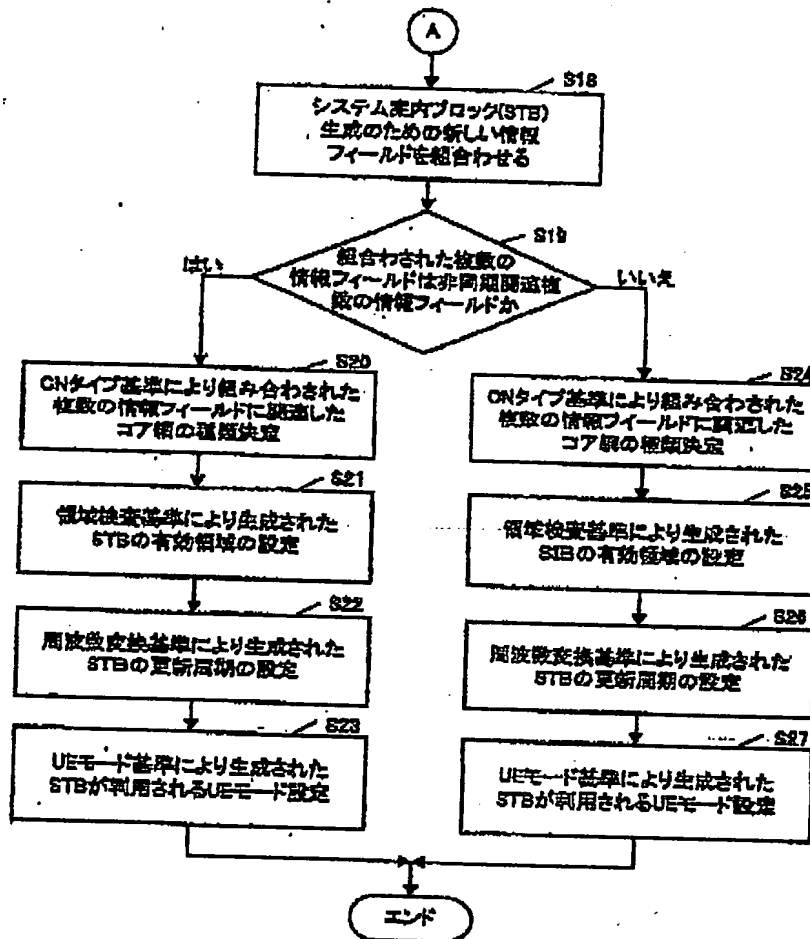 A
S18
システム案内ブロック(STB)
生成のための新しい情報
フィールドを組合わせる
S19
組合わされた複数の
情報フィールドは非同期関連複
数の情報フィールドか
はい
いいえ
S20
CNタイプ基準により組み合わされた
複数の情報フィールドに関連した
コア網の種類決定
S24
CNタイプ基準により組み合わされた
複数の情報フィールドに関連した
コア網の種類決定
S21
領域検査基準により生成された
STBの有効領域の設定
S25
領域検査基準により生成された
SIBの有効領域の設定
S22
周波数変換基準により生成された
STBの更新周期の設定
S26
周波数変換基準により生成された
STBの更新周期の設定
S23
UEモード基準により生成された
STBが利用されるUEモード設定
S27
UEモード基準により生成された
STBが利用されるUEモード設定
エンド